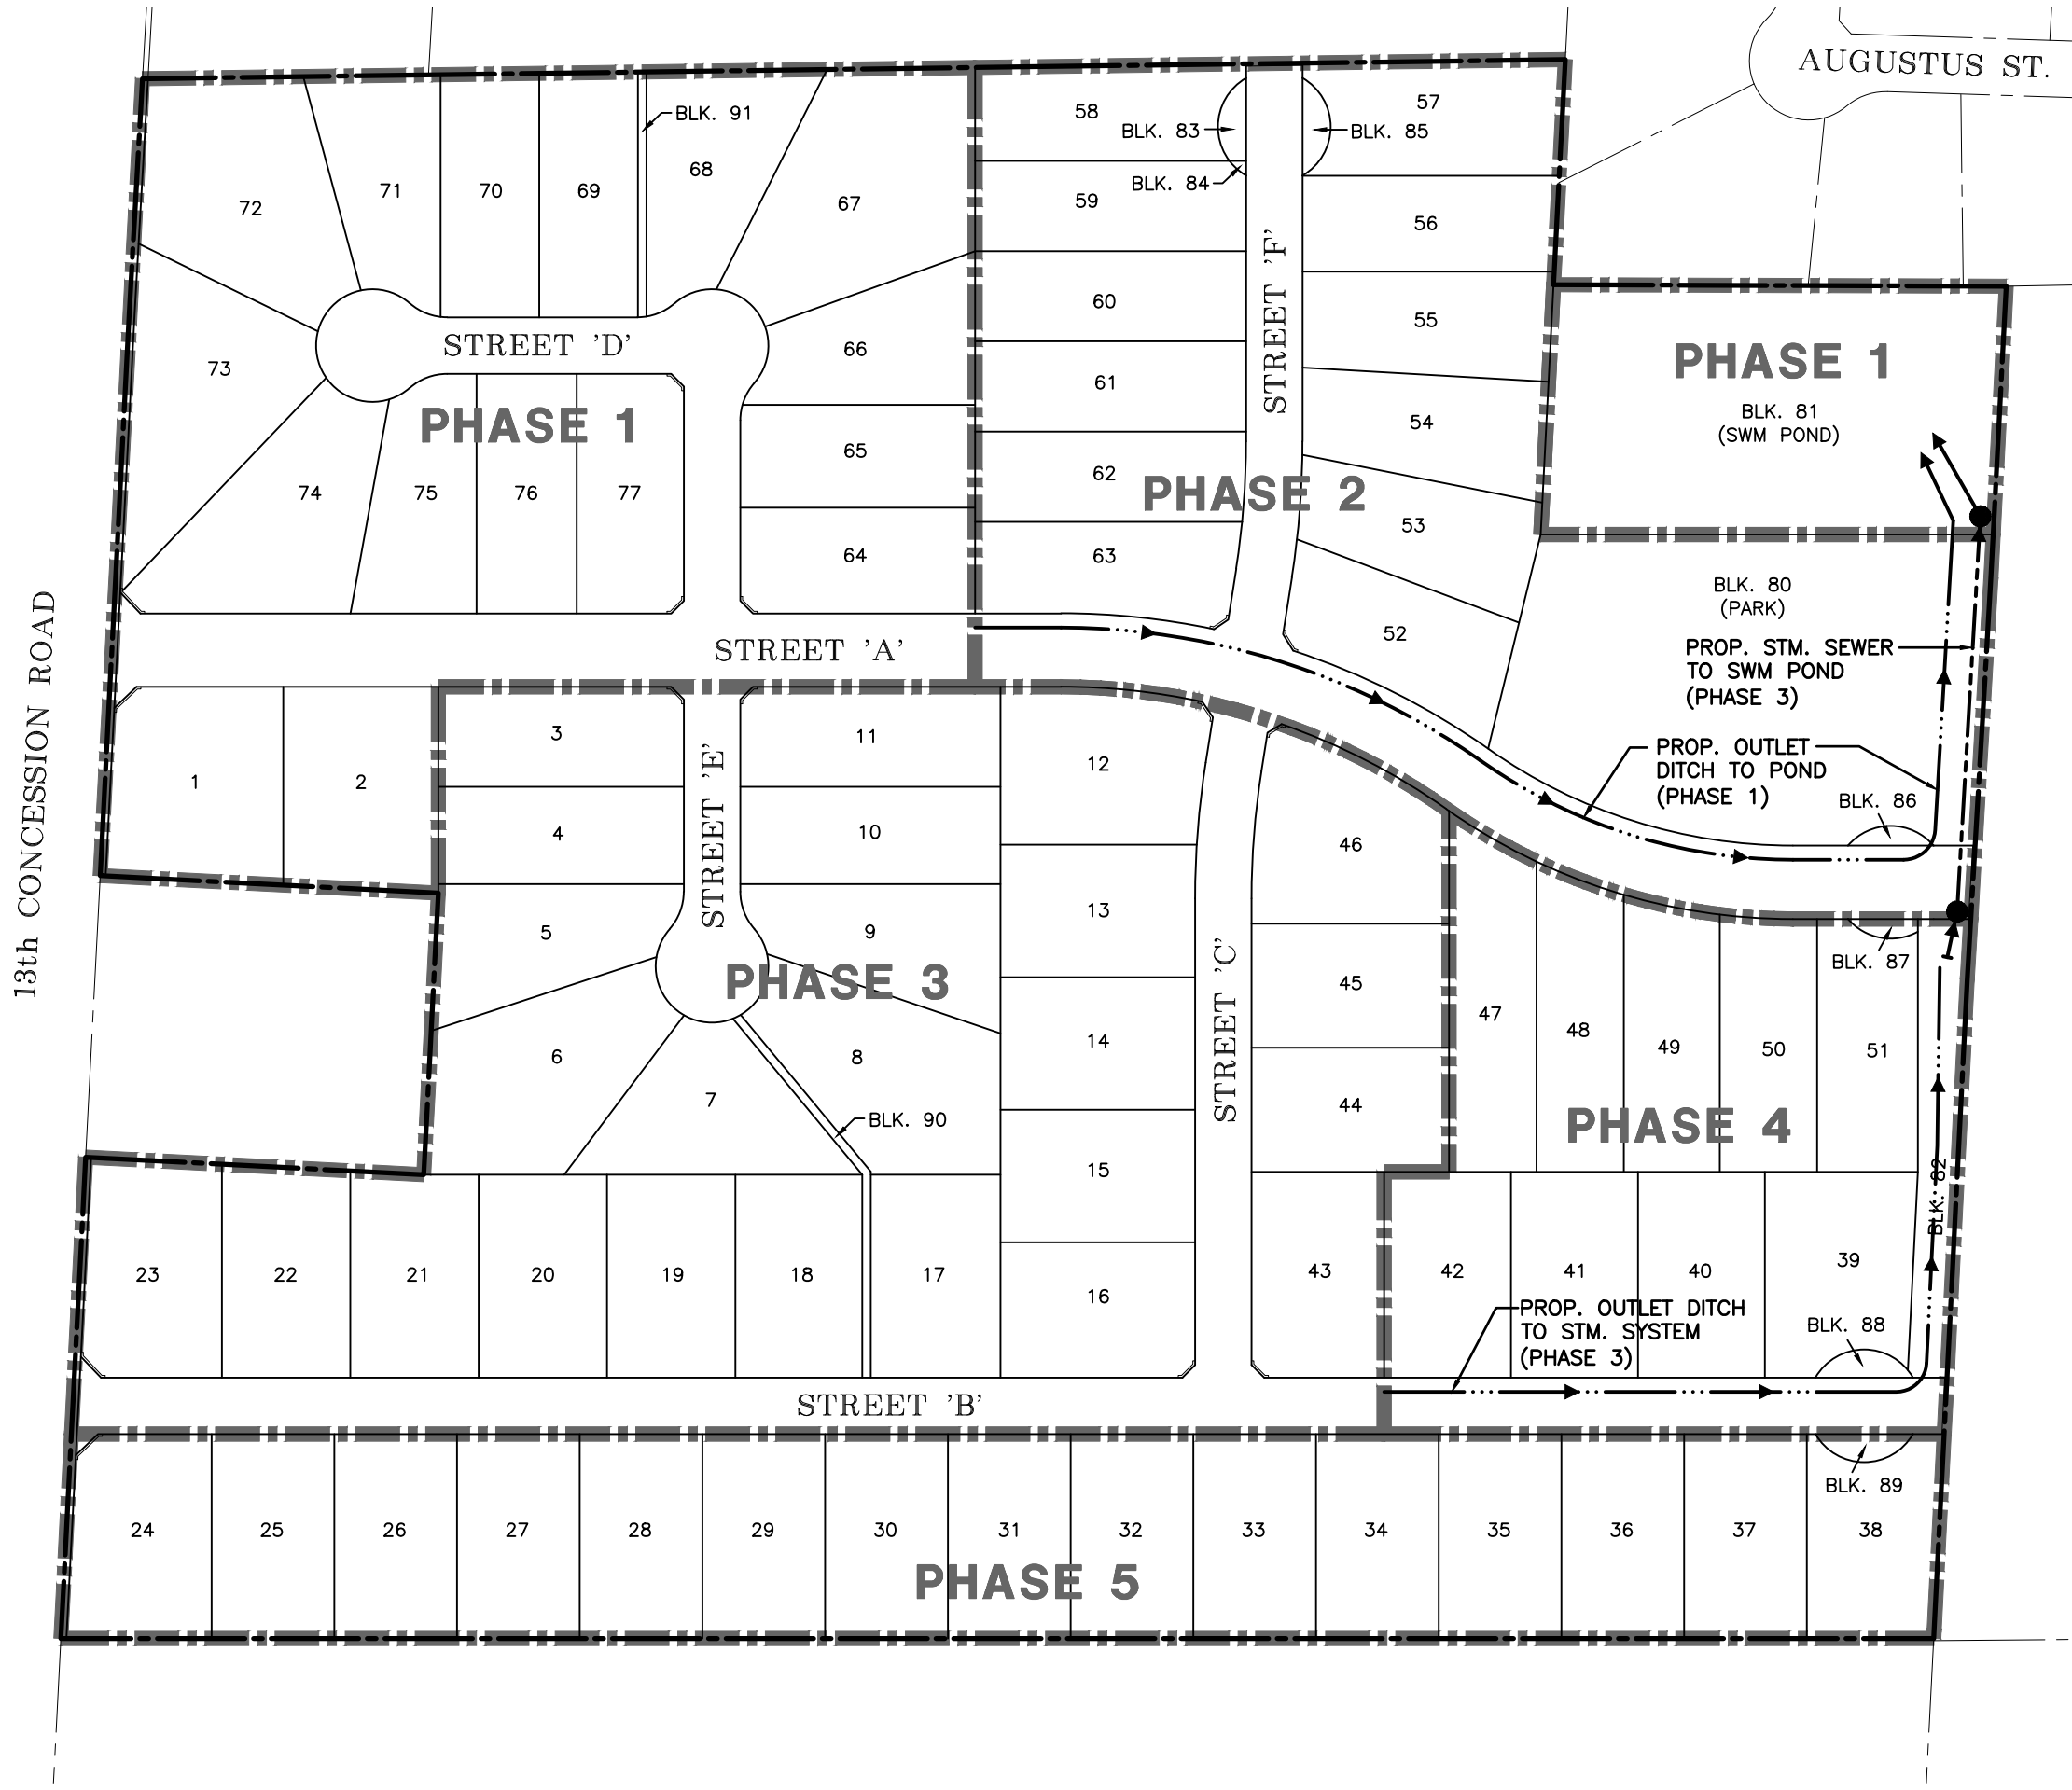 AUGUSTUS ST.
BLK. 91
58
57
BLK. 83
BLK. 85
68
BLK. 84
71
70
69
59
72
67
56
STREET 'F'
60
55
STREET 'D'
66
PHASE 1
73
61
BLK. 81
(SWM POND)
PHASE 1
54
65
62
74
75
76
77
PHASE 2
53
64
63
BLK. 80
(PARK)
13th CONCESSION ROAD
52
STREET 'A'
PROP. STM. SEWER
TO SWM POND
(PHASE 3)
3
11
12
PROP. OUTLET
DITCH TO POND
(PHASE 1)
1
2
STREET 'E'
BLK. 86
4
10
46
13
5
9
BLK. 87
PHASE 3
45
STREET 'C'
47
48
49
50
51
14
6
8
7
44
BLK. 90
PHASE 4
15
BLK. 82
23
22
21
20
19
18
17
16
43
42
41
40
39
PROP. OUTLET DITCH
TO STM. SYSTEM
(PHASE 3)
BLK. 88
STREET 'B'
BLK. 89
24
25
26
27
28
29
30
31
32
33
34
35
36
37
38
PHASE 5